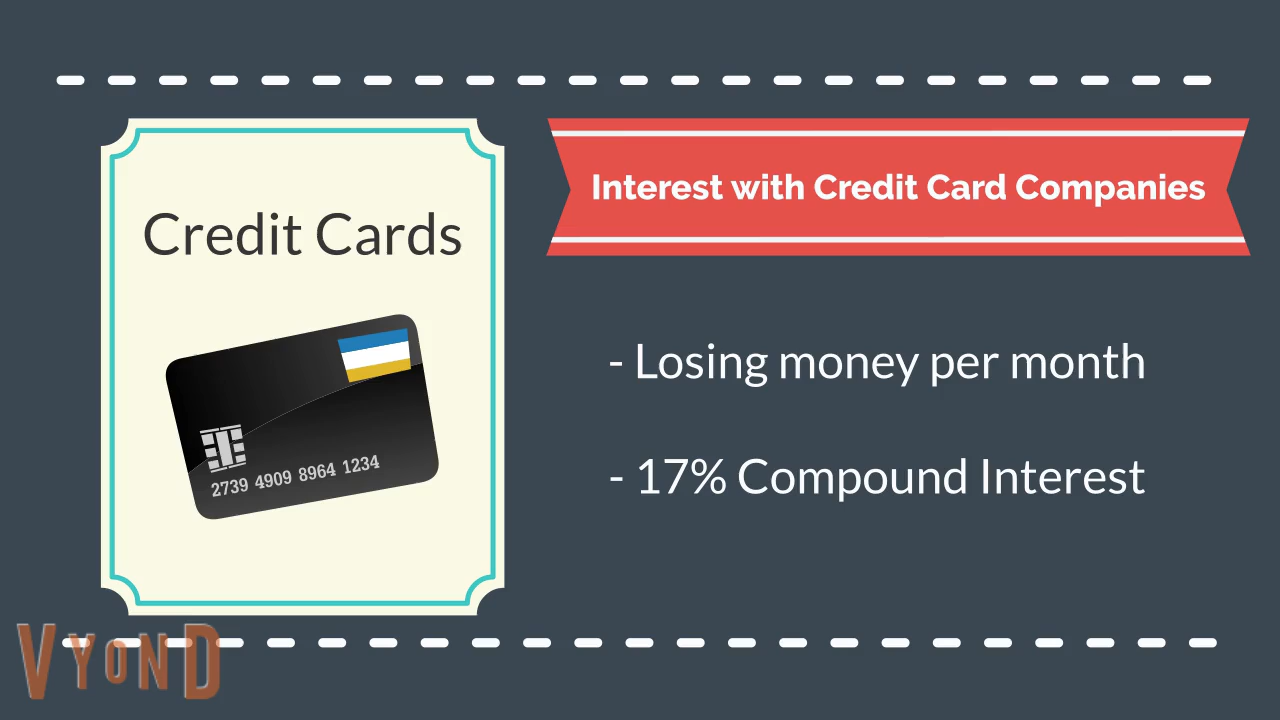 Credit Cards
2739 4909 8964 1234
Interest with Credit Card Companies
- Losing money per month
- 17% Compound Interest
VYOND